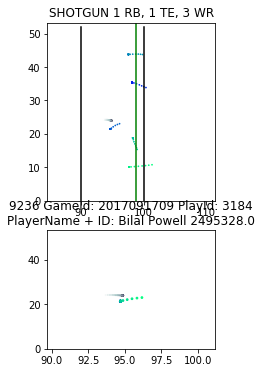 SHOTGUN 1 RB, 1 TE, 3 WR
50
40
30
20
10
0
90 100 110
9236 GameId: 2017091709 PlayId: 3184
PlayerName + ID: Bilal Powell 2495328.0
40
20
0
90.0 92.5 95.0 97.5 100.0